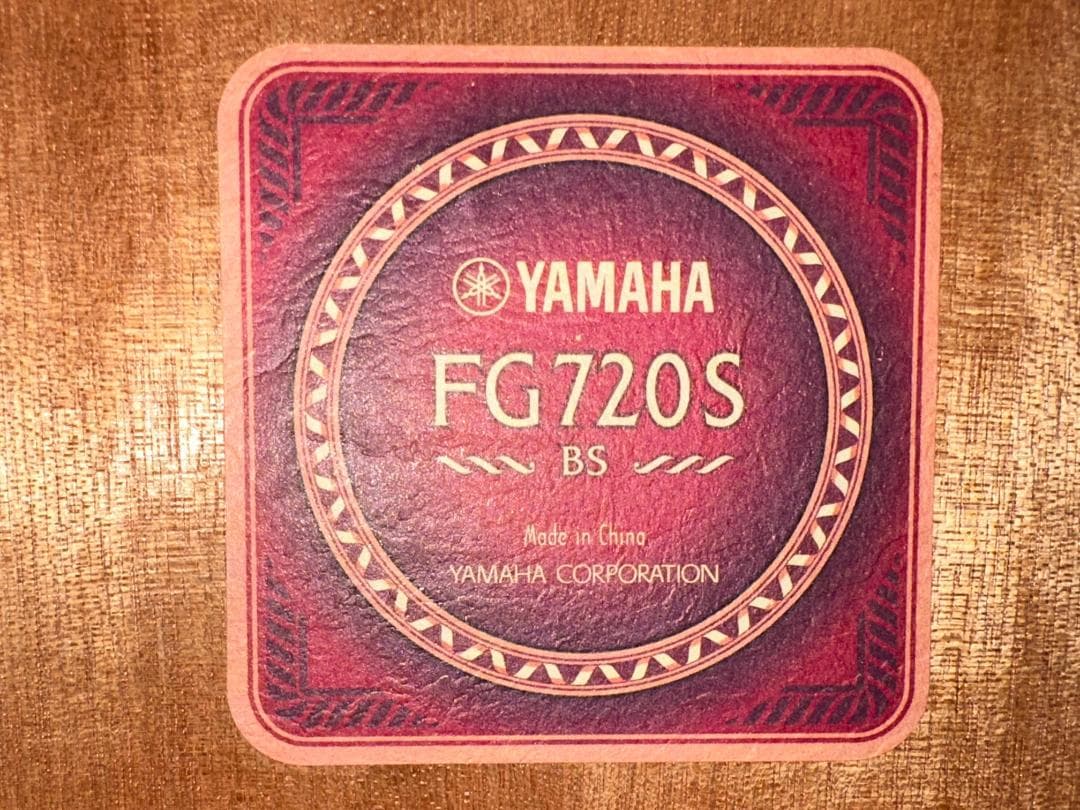 YAMAHA
FG720S
BS
Made in China
YAMAHA CORPORATION